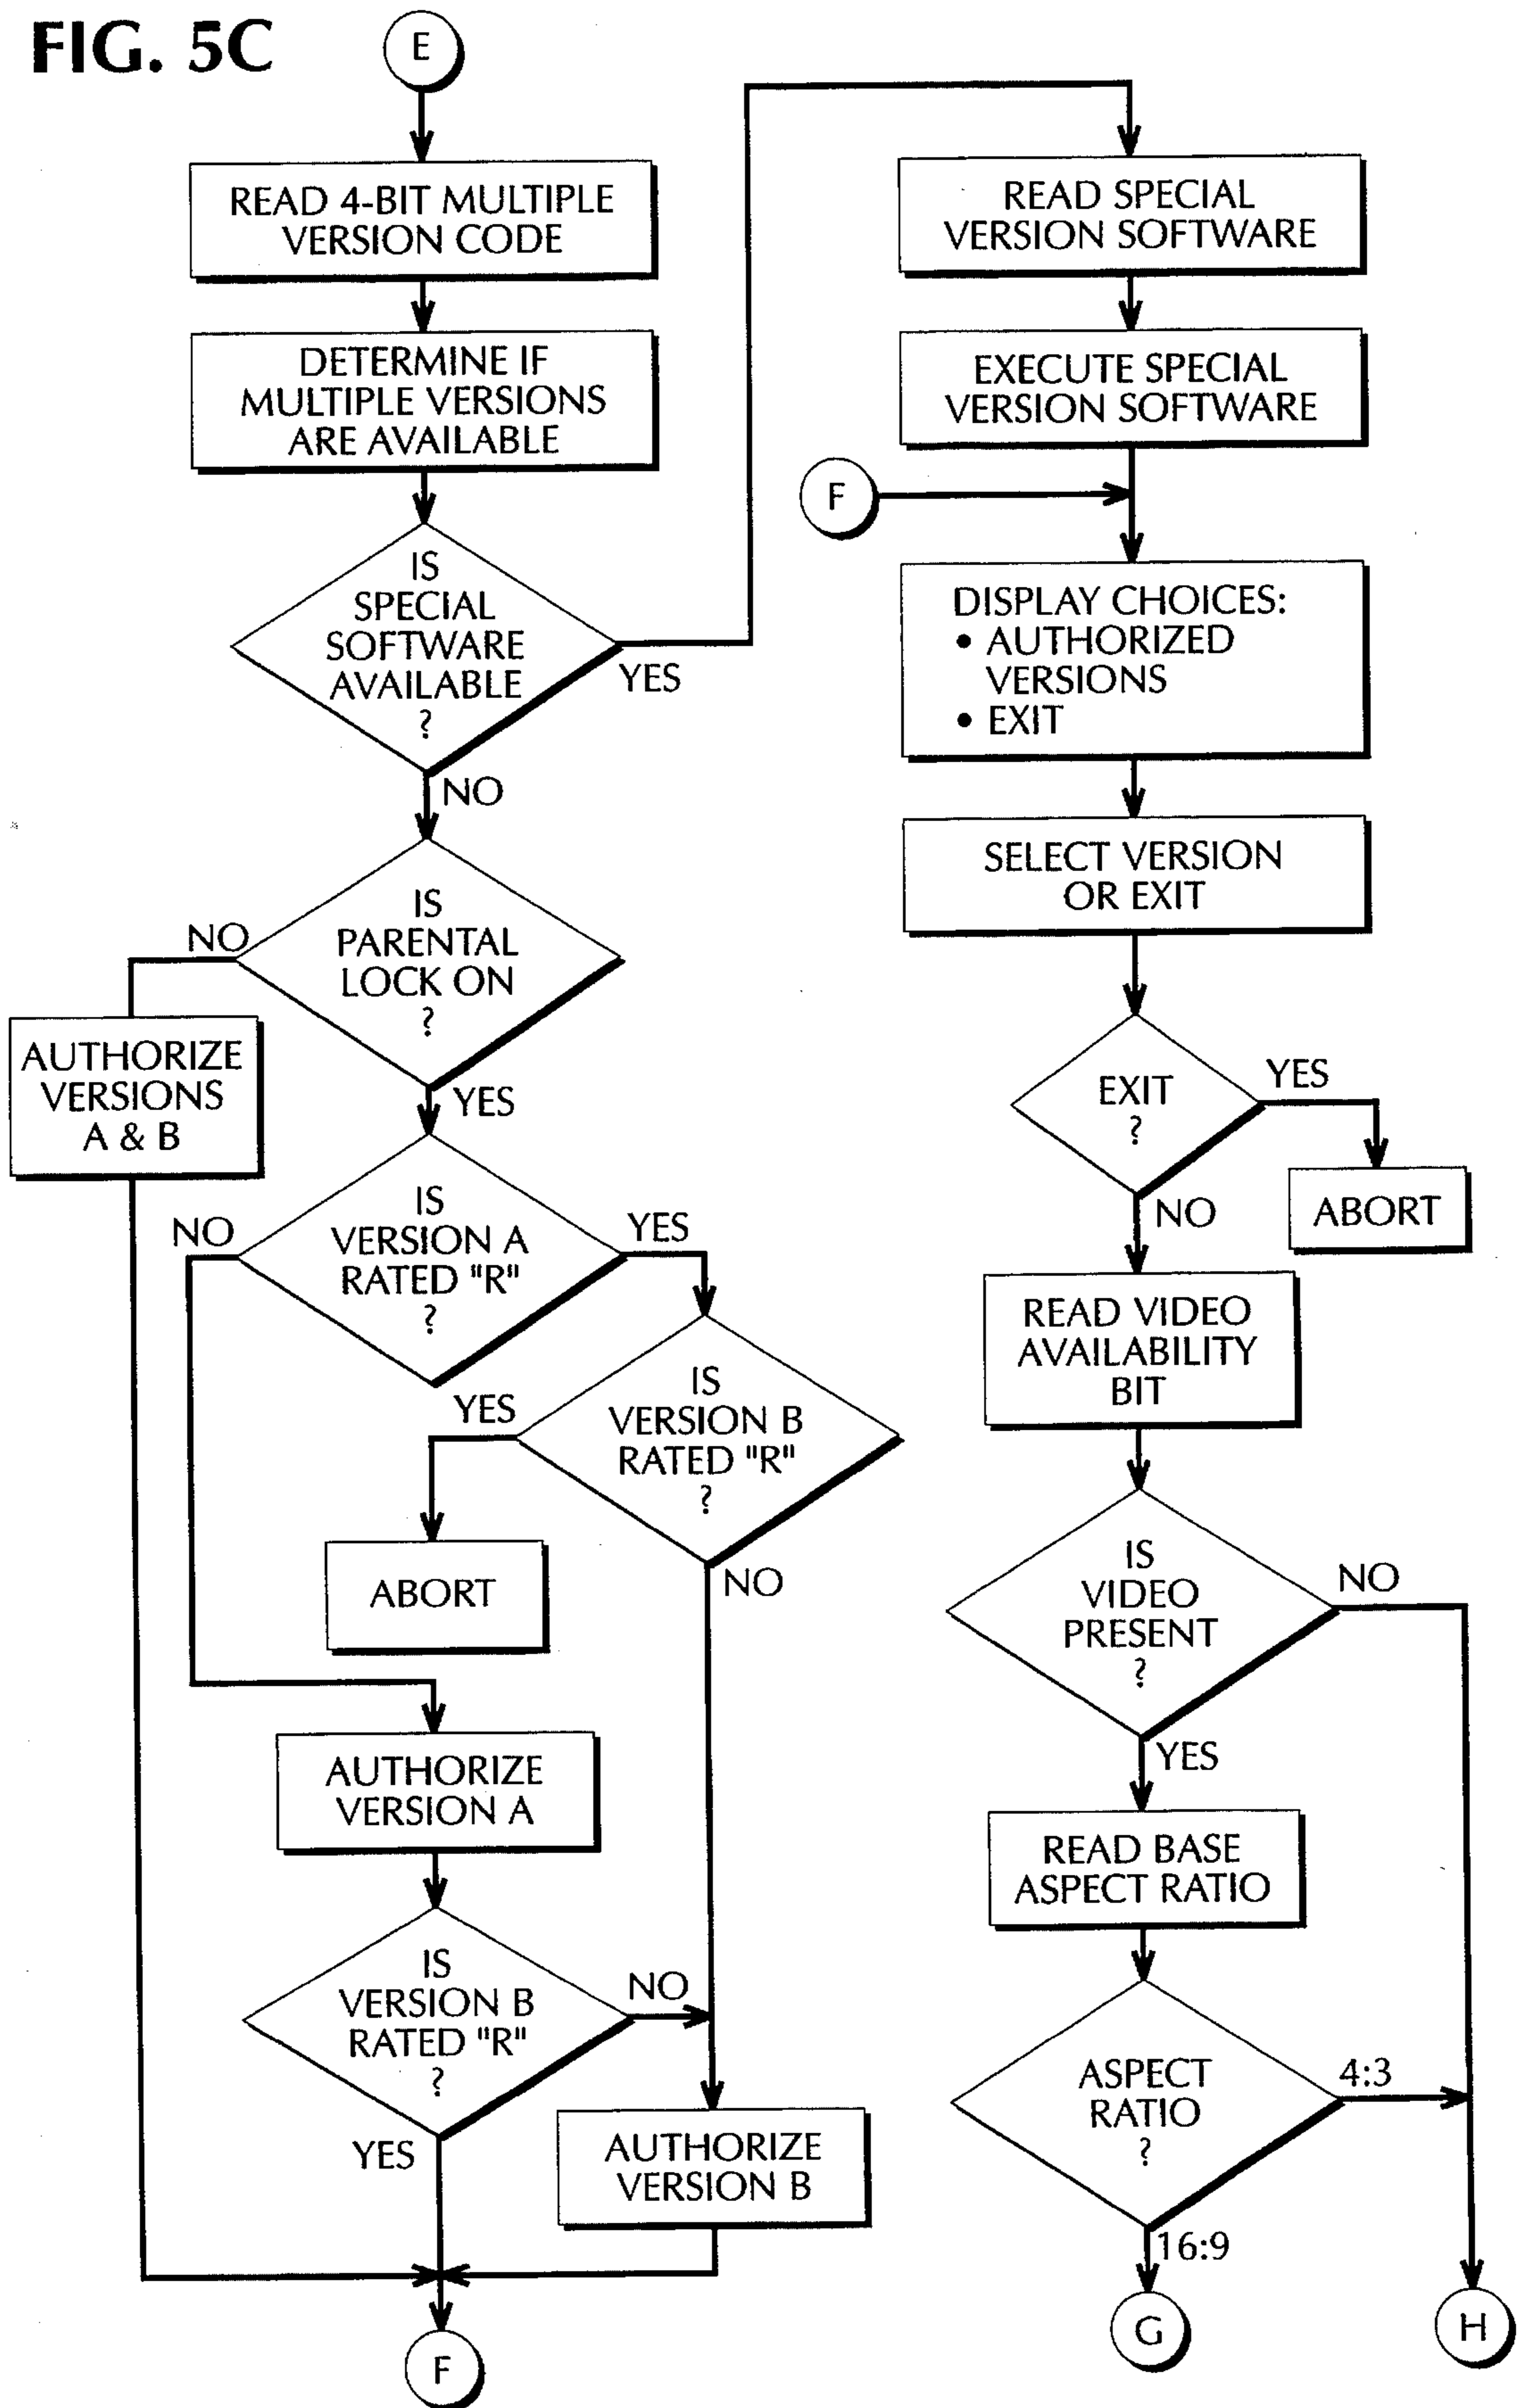 FIG. 5C
E
READ 4-BIT MULTIPLE
VERSION CODE
DETERMINE IF
MULTIPLE VERSIONS
ARE AVAILABLE
IS
SPECIAL
SOFTWARE
AVAILABLE
?
YES
NO
IS
PARENTAL
LOCK ON
?
NO
AUTHORIZE
VERSIONS
A & B
YES
IS
VERSION A
RATED "R"
?
NO
YES
IS
VERSION B
RATED "R"
?
YES
ABORT
NO
AUTHORIZE
VERSION A
IS
VERSION B
RATED "R"
?
NO
YES
AUTHORIZE
VERSION B
F
READ SPECIAL
VERSION SOFTWARE
EXECUTE SPECIAL
VERSION SOFTWARE
F
DISPLAY CHOICES:
• AUTHORIZED
VERSIONS
• EXIT
SELECT VERSION
OR EXIT
EXIT
?
YES
ABORT
NO
READ VIDEO
AVAILABILITY
BIT
IS
VIDEO
PRESENT
?
NO
YES
READ BASE
ASPECT RATIO
ASPECT
RATIO
?
4:3
16:9
G
H